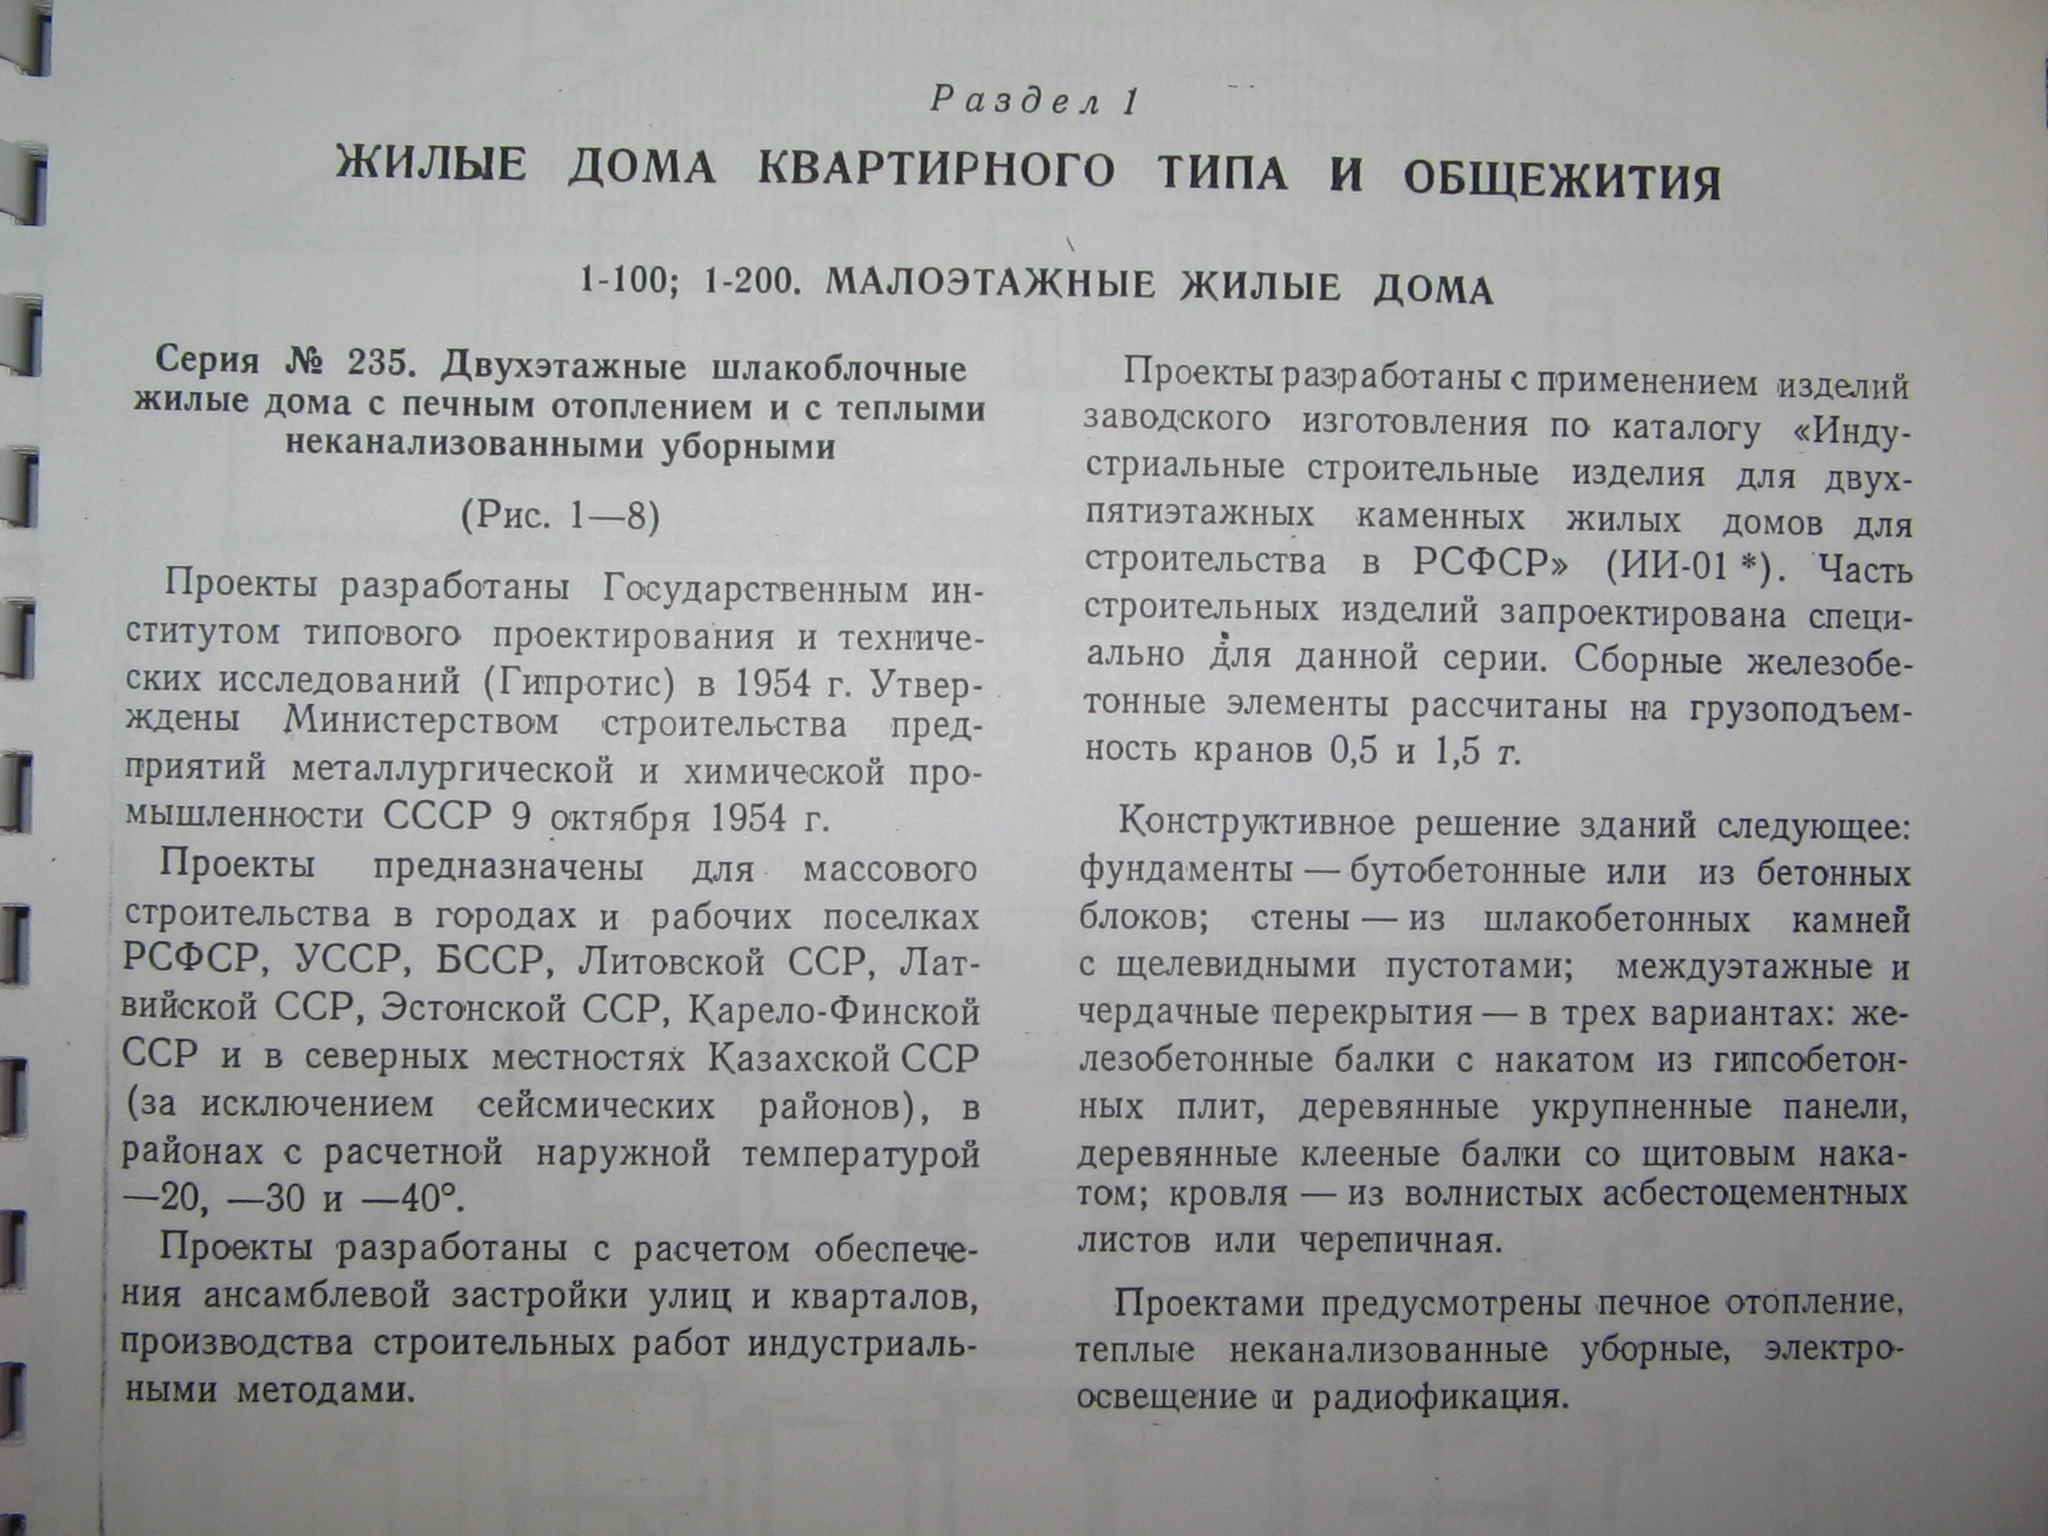 Раздел 1
ЖИЛЫЕ ДОМА КВАРТИРНОГО ТИПА И ОБЩЕЖИТИЯ
1-100; 1-200. МАЛОЭТАЖНЫЕ ЖИЛЫЕ ДОМА
Серия № 235. Двухэтажные шлакоблочные
жилые дома с печным отоплением и с теплыми
неканализованными уборными
(Рис. 1—8)
Проекты разработаны Государственным ин-
ститутом типового проектирования и техниче-
ских исследований (Гипротис) в 1954 г. Утвер-
ждены Министерством строительства пред-
приятий металлургической и химической про-
мышленности СССР 9 октября 1954 г.
Проекты предназначены для массового
строительства в городах и рабочих поселках
РСФСР, УССР, БССР, Литовской ССР, Лат-
вийской ССР, Эстонской ССР, Карело-Финской
ССР и в северных местностях Казахской ССР
(за исключением сейсмических районов), в
районах с расчетной наружной температурой
—20, —30 и —40°.
Проекты разработаны с расчетом обеспече-
ния ансамблевой застройки улиц и кварталов,
производства строительных работ индустриаль-
ными методами.
Проекты разработаны с применением изделий
заводского изготовления по каталогу «Инду-
стриальные строительные изделия для двух-
пятиэтажных каменных жилых домов для
строительства в РСФСР» (ИИ-01 *). Часть
строительных изделий запроектирована специ-
ально для данной серии. Сборные железобе-
тонные элементы рассчитаны на грузоподъем-
ность кранов 0,5 и 1,5 т.
Конструктивное решение зданий следующее:
фундаменты — бутобетонные или из бетонных
блоков; стены — из шлакобетонных камней
с щелевидными пустотами; междуэтажные и
чердачные перекрытия — в трех вариантах: же-
лезобетонные балки с накатом из гипсобетон-
ных плит, деревянные укрупненные панели,
деревянные клееные балки со щитовым нака-
том; кровля — из волнистых асбестоцементных
листов или черепичная.
Проектами предусмотрены печное отопление,
теплые неканализованные уборные, электро-
освещение и радиофикация.